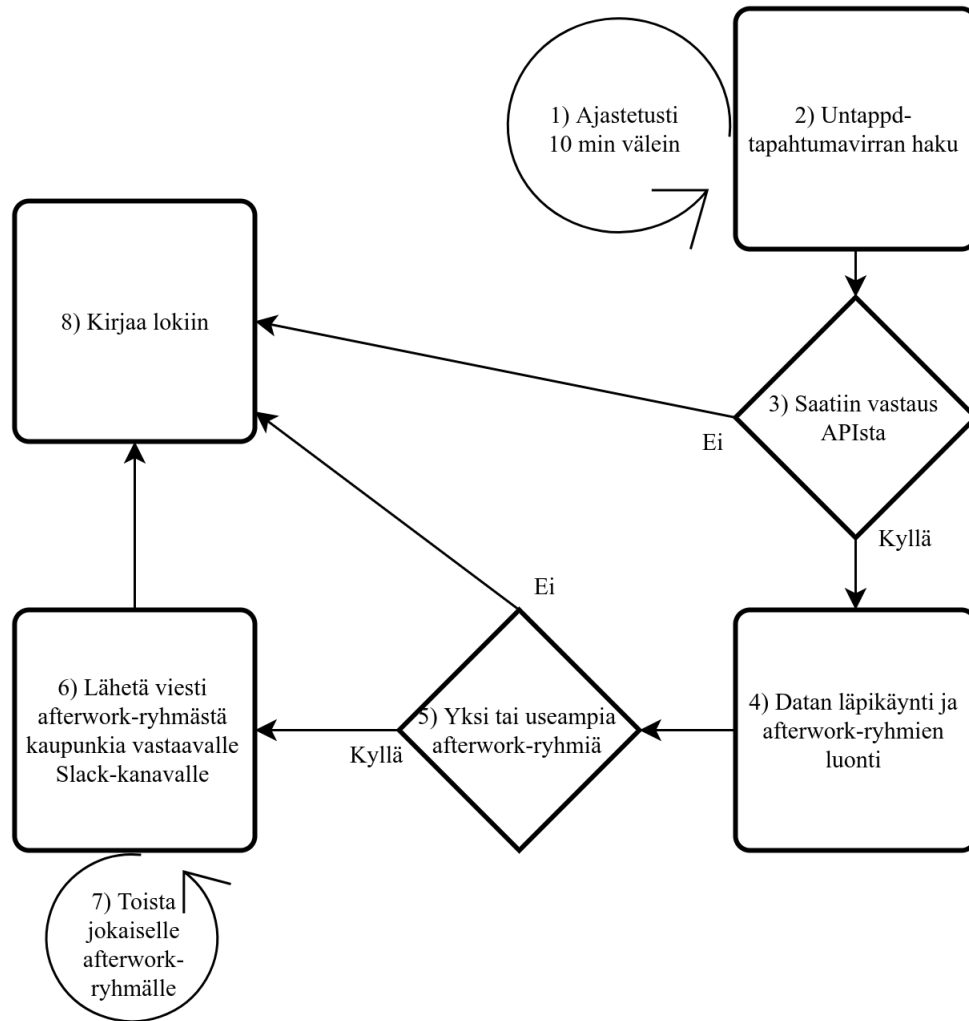 1) Ajastetusti
10 min välein
2) Untappd-
tapahtumavirran haku
3) Saatiin vastaus
APIsta
Ei
Kyllä
4) Datan läpikäynti ja
afterwork-ryhmien
luonti
5) Yksi tai useampia
afterwork-ryhmiä
Ei
Kyllä
6) Lähetä viesti
afterwork-ryhmästä
kaupunkia vastaavalle
Slack-kanavalle
7) Toista
jokaiselle
afterwork-
ryhmälle
8) Kirjaa lokiin